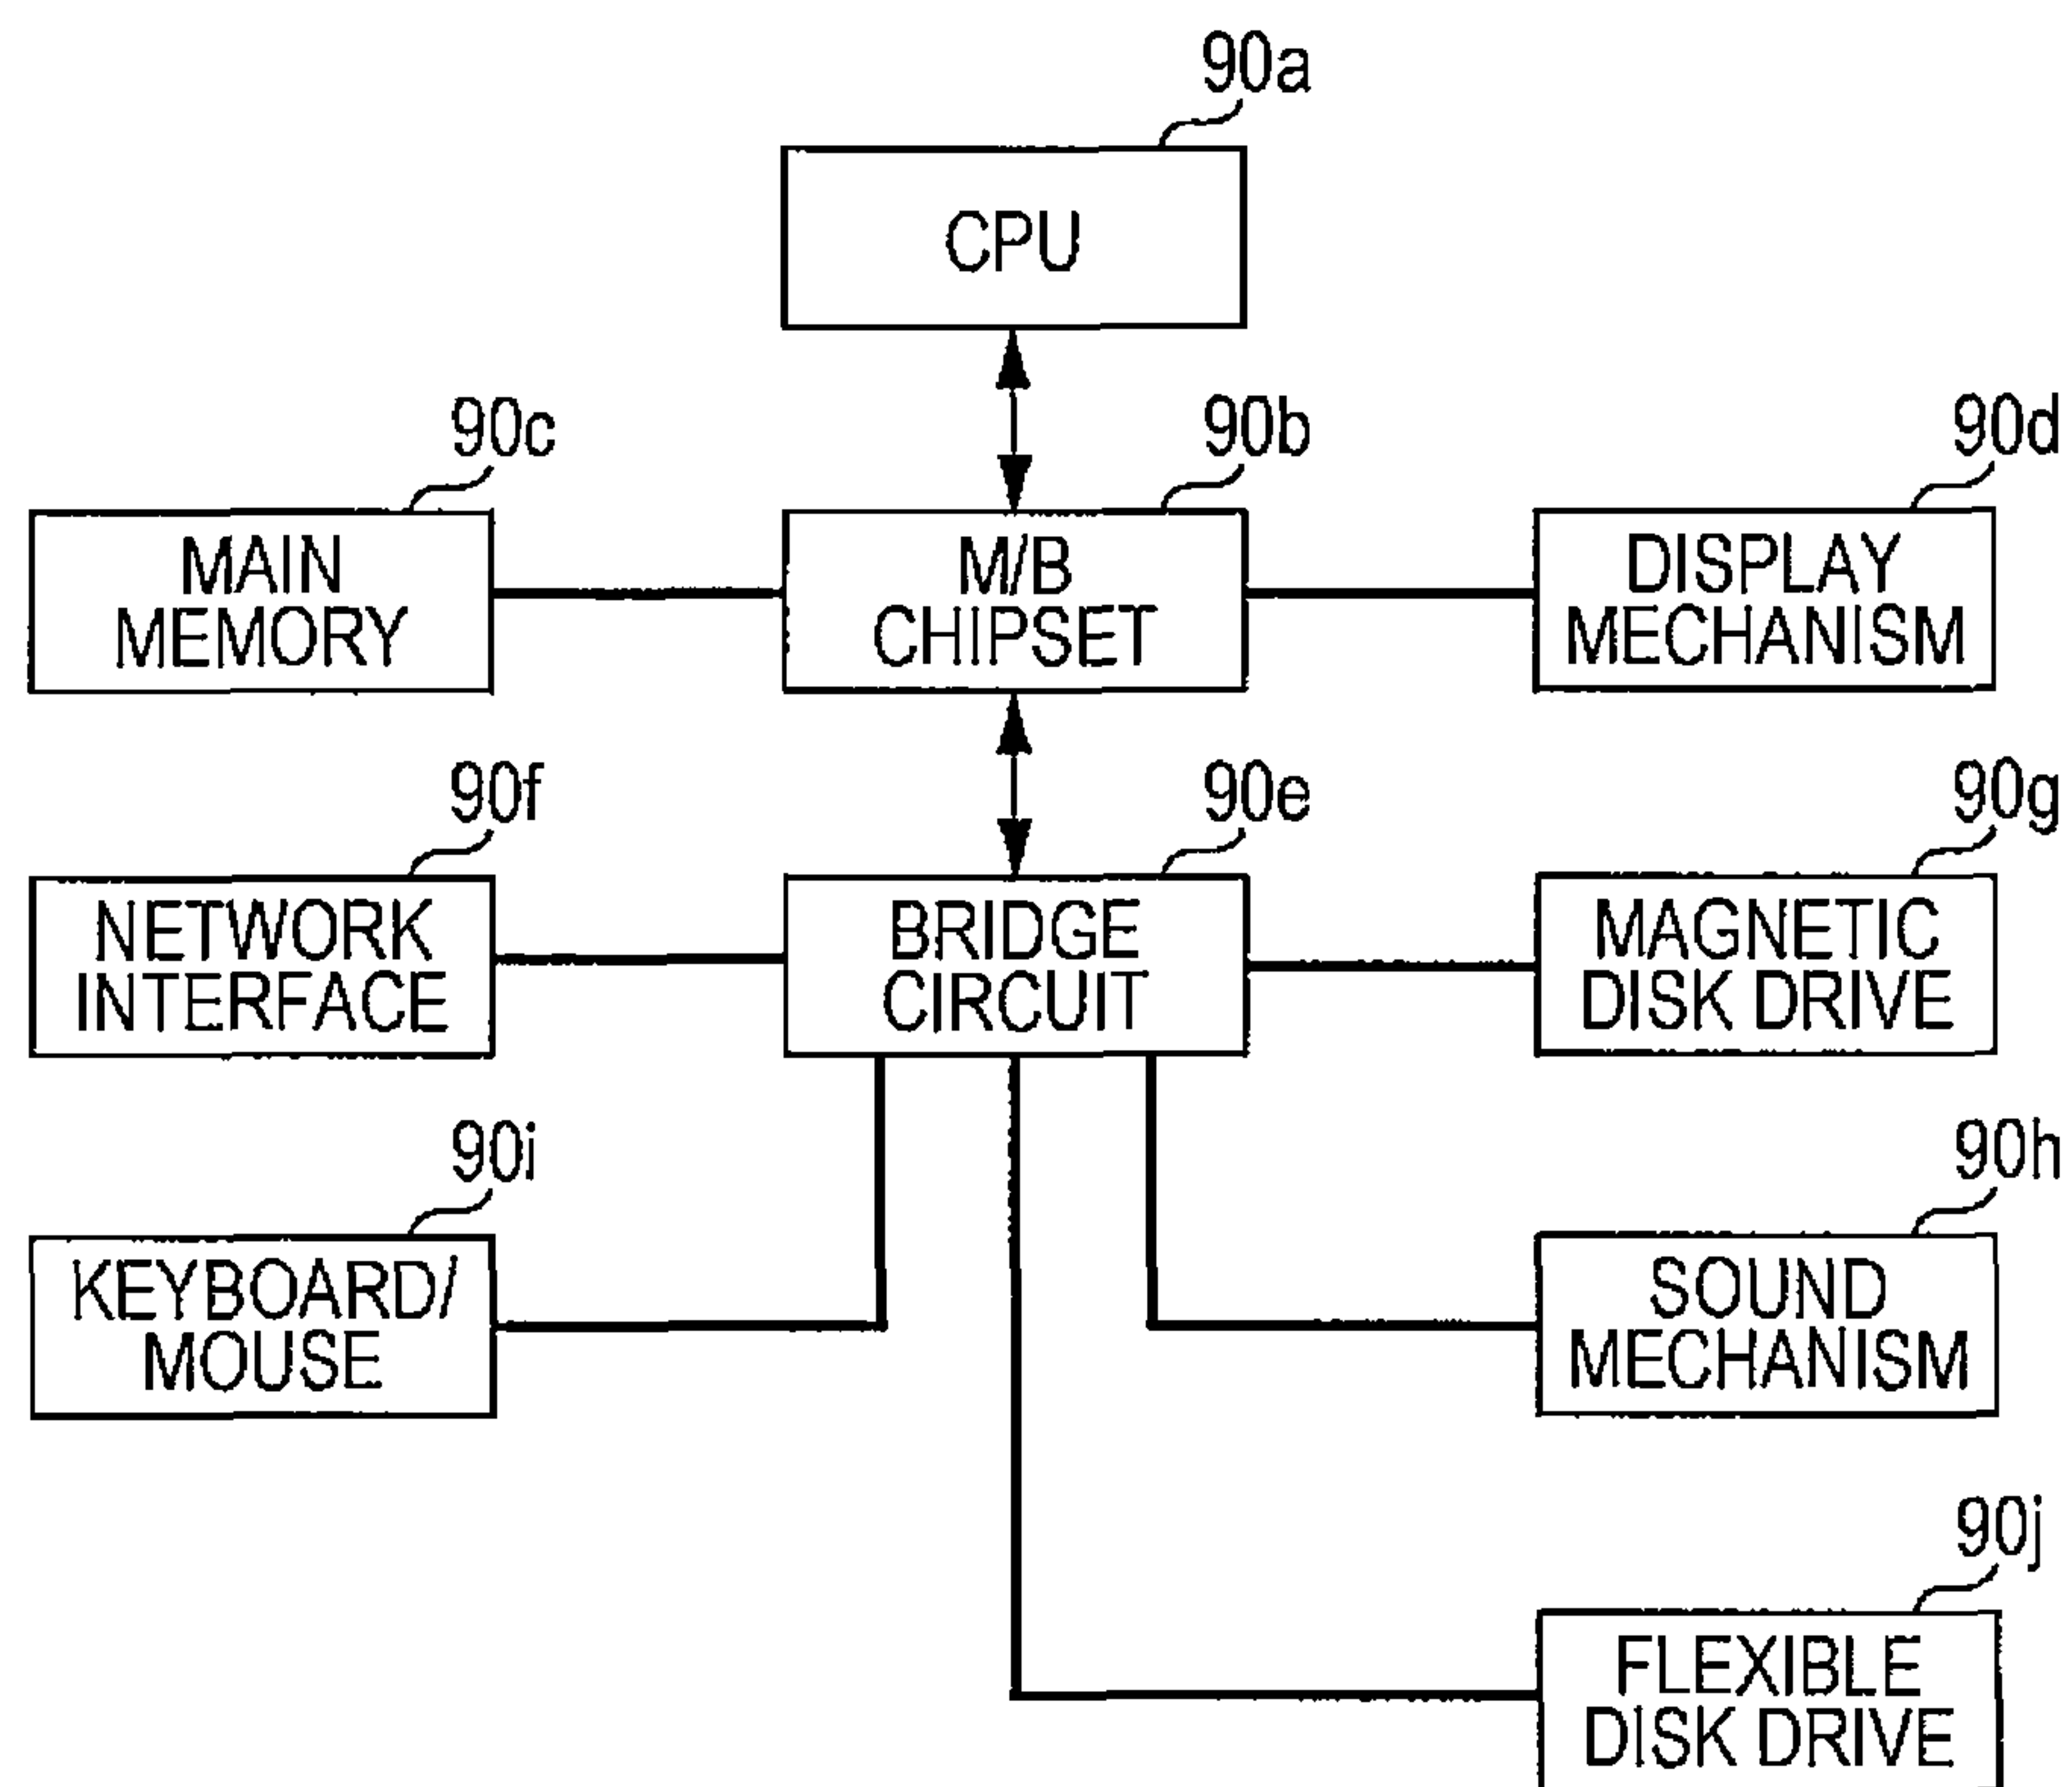 90a
CPU
90c
90b
90d
MAIN
MEMORY
M/B
CHIPSET
DISPLAY
MECHANISM
90f
90e
90g
NETWORK
INTERFACE
BRIDGE
CIRCUIT
MAGNETIC
DISK DRIVE
90i
90h
KEYBOARD/
MOUSE
SOUND
MECHANISM
90j
FLEXIBLE
DISK DRIVE